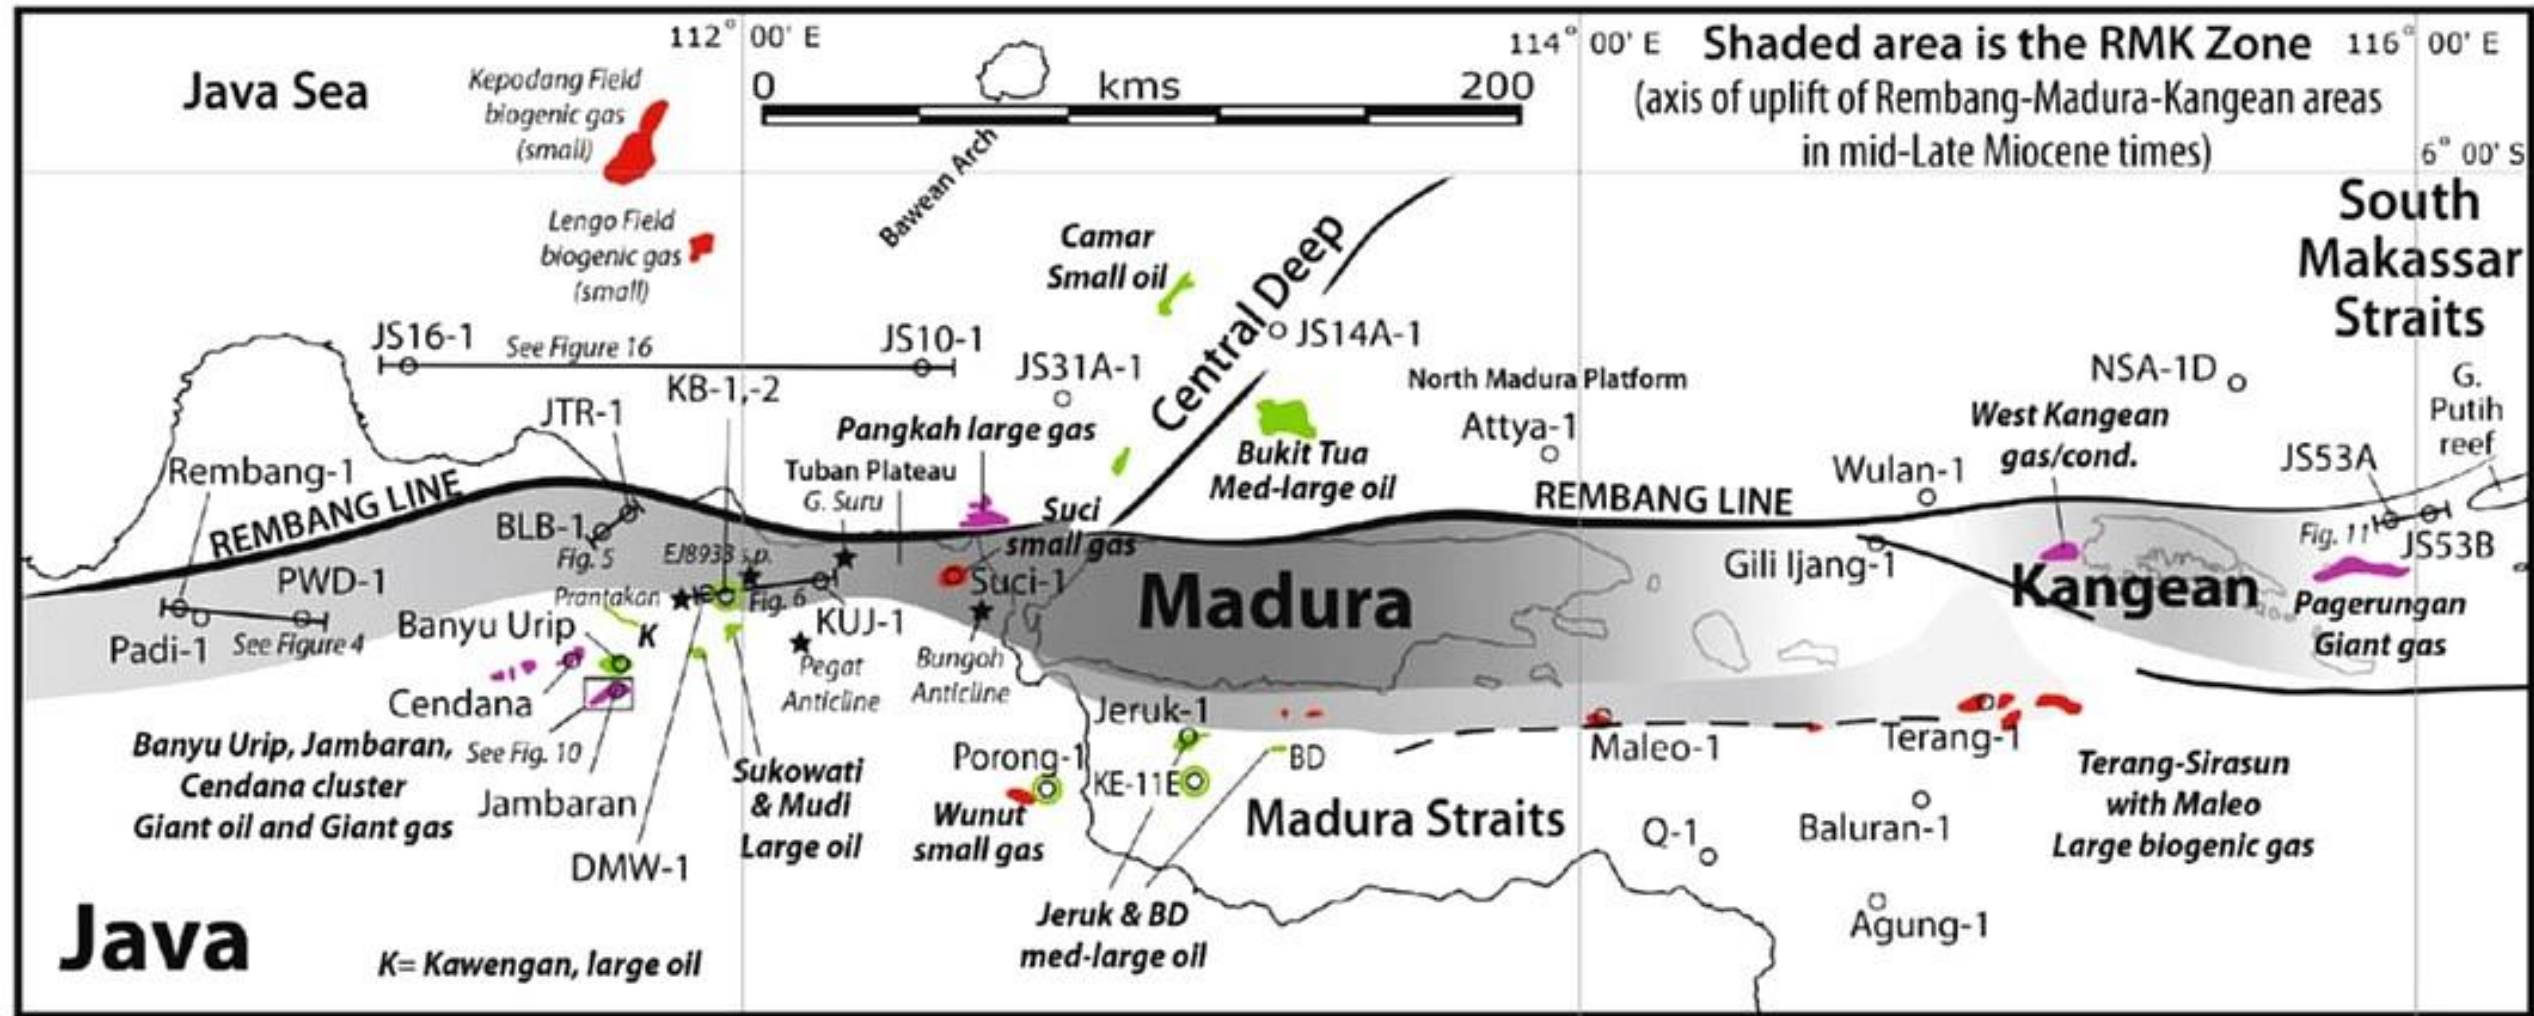 112° 00' E
114° 00' E
116° 00' E
Shaded area is the RMK Zone
(axis of uplift of Rembang-Madura-Kangean areas
in mid-Late Miocene times)
6° 00' S
Java Sea
Kepodang Field
biogenic gas
(small)
0 kms 200
Bawean Arch
Lengo Field
biogenic gas
(small)
Camar
Small oil
Central Deep
South
Makassar
Straits
JS16-1
See Figure 16
JS10-1
JS31A-1
JS14A-1
North Madura Platform
NSA-1D
G.
Putih
reef
KB-1,-2
JTR-1
Pangkah large gas
Attya-1
West Kangean
gas/cond.
Bukit Tua
Med-large oil
Wulan-1
JS53A
Rembang-1
REMBANG LINE
Tuban Plateau
G. Suru
Suci
small gas
REMBANG LINE
BLB-1
Fig. 5
EJ8933 s.p.
Fig. 11
JS53B
Gili Ijang-1
PWD-1
Padi-1
See Figure 4
Prantakan
Fig. 6
KUJ-1
Suci-1
Madura
Kangean
Pagerungan
Giant gas
Banyu Urip
K
Cendana
Pegat
Anticline
Bungoh
Anticline
Jeruk-1
BD
Maleo-1
Terang-1
Banyu Urip, Jambaran,
Cendana cluster
Giant oil and Giant gas
See Fig. 10
Jambaran
DMW-1
Sukowati
& Mudi
Large oil
Porong-1
Wunut
small gas
KE-11E
Madura Straits
Q-1
Baluran-1
Terang-Sirasun
with Maleo
Large biogenic gas
Agung-1
Jeruk & BD
med-large oil
Java
K= Kawengan, large oil